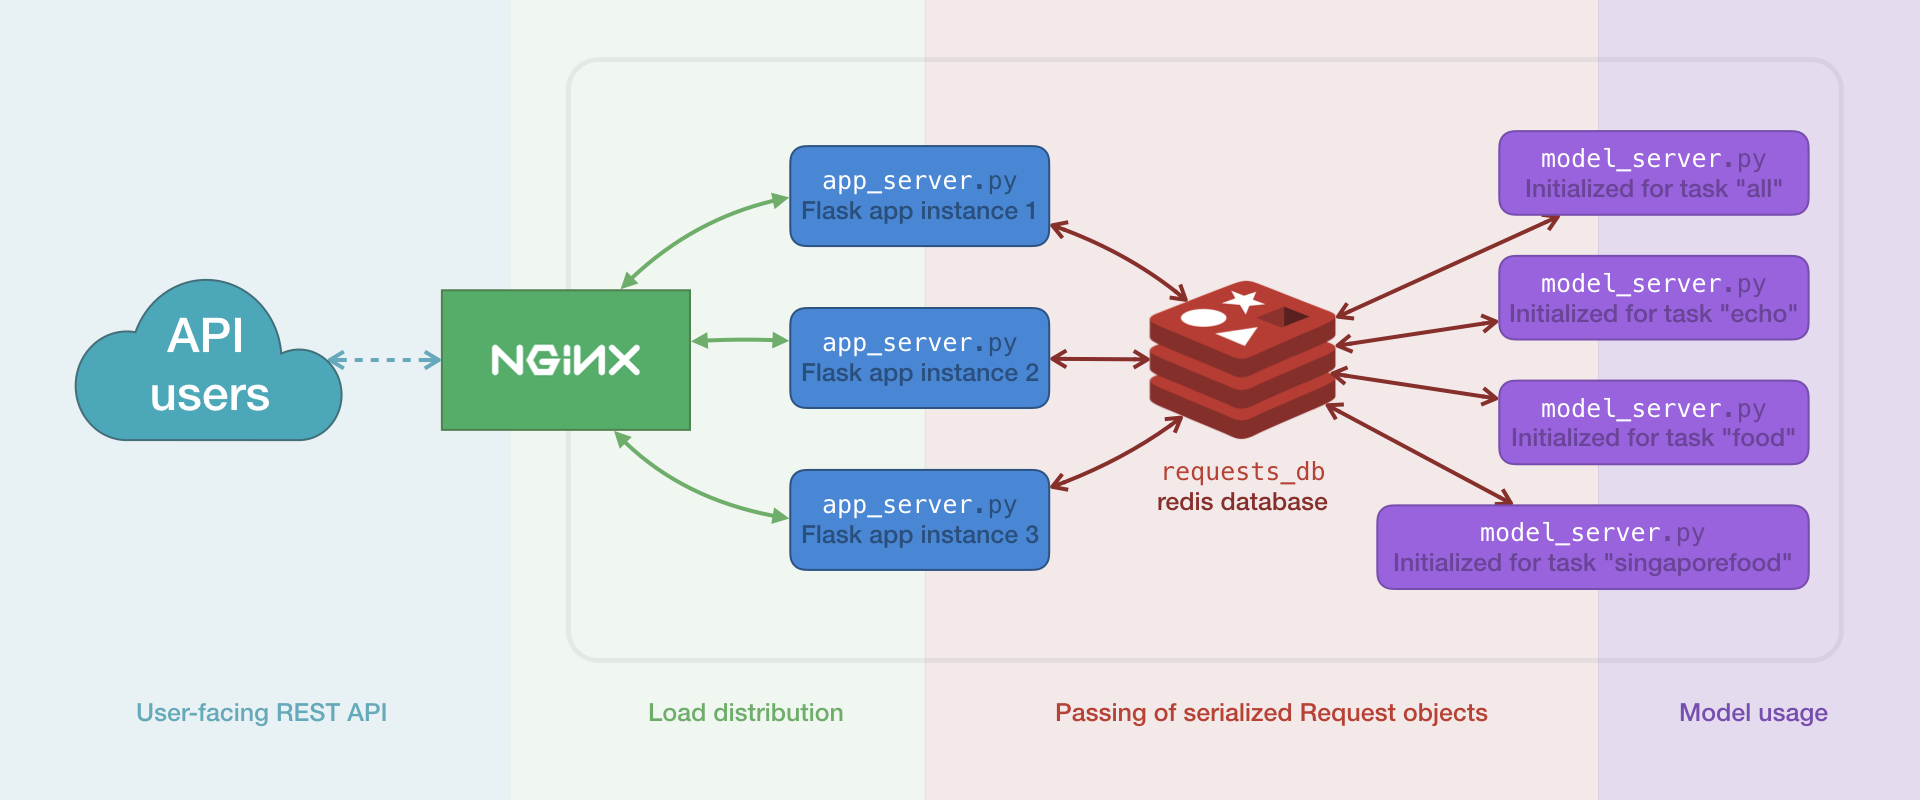 API
users
NGINX
app_server.py
Flask app instance 1
app_server.py
Flask app instance 2
app_server.py
Flask app instance 3
requests_db
redis database
model_server.py
Initialized for task "all"
model_server.py
Initialized for task "echo"
model_server.py
Initialized for task "food"
model_server.py
Initialized for task "singaporefood"
User-facing REST API
Load distribution
Passing of serialized Request objects
Model usage